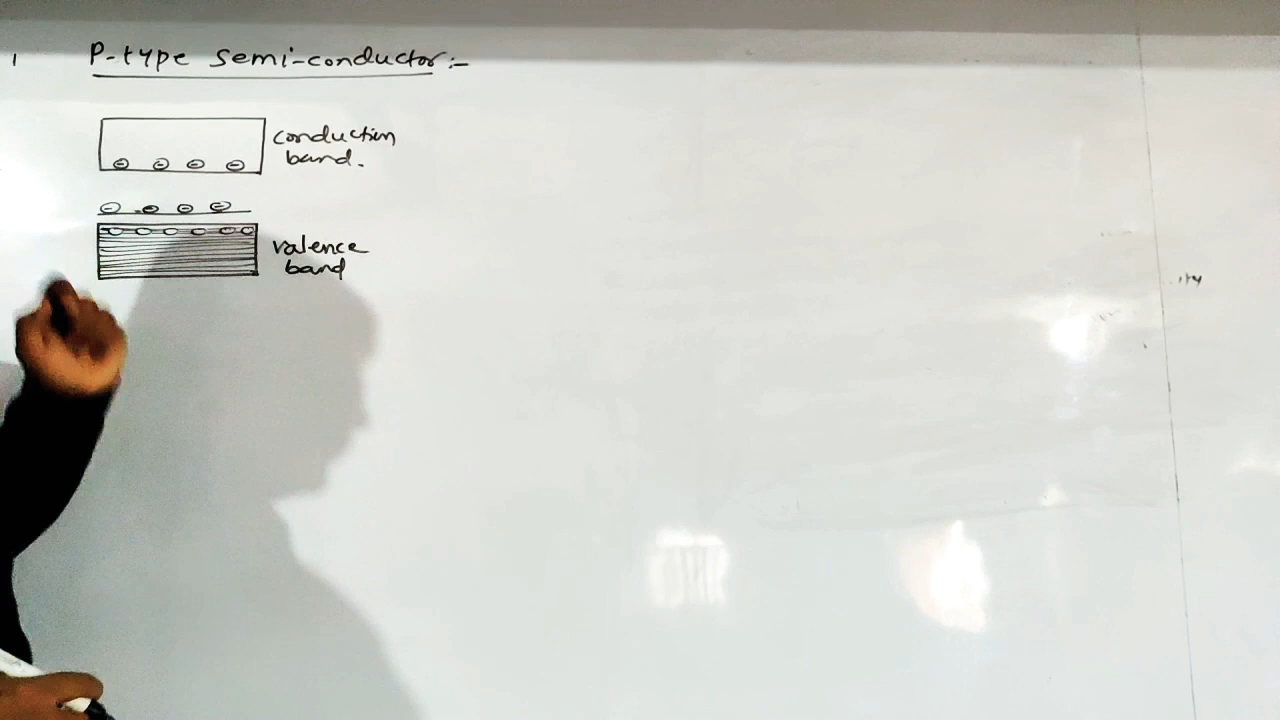 P-type semi-conductor:-
conduction
band.
valence
band